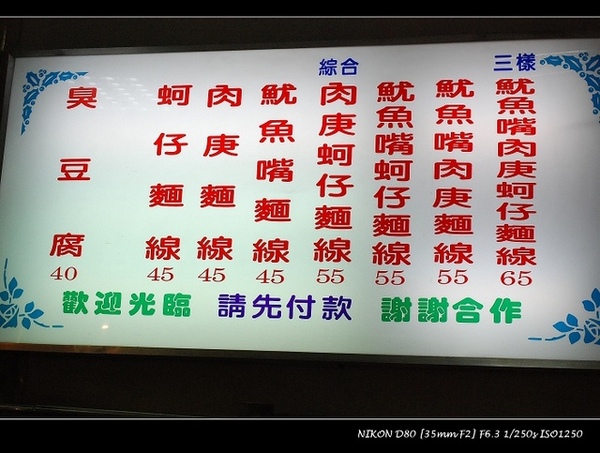 綜合
三樣
臭豆腐
40
蚵仔麵線
45
肉庚麵線
45
魷魚嘴麵線
45
肉庚蚵仔麵線
55
魷魚嘴蚵仔麵線
55
魷魚嘴肉庚麵線
55
魷魚嘴肉庚蚵仔麵線
65
歡迎光臨 請先付款 謝謝合作
NIKON D80 [35mm F2] F6.3 1/250s ISO1250